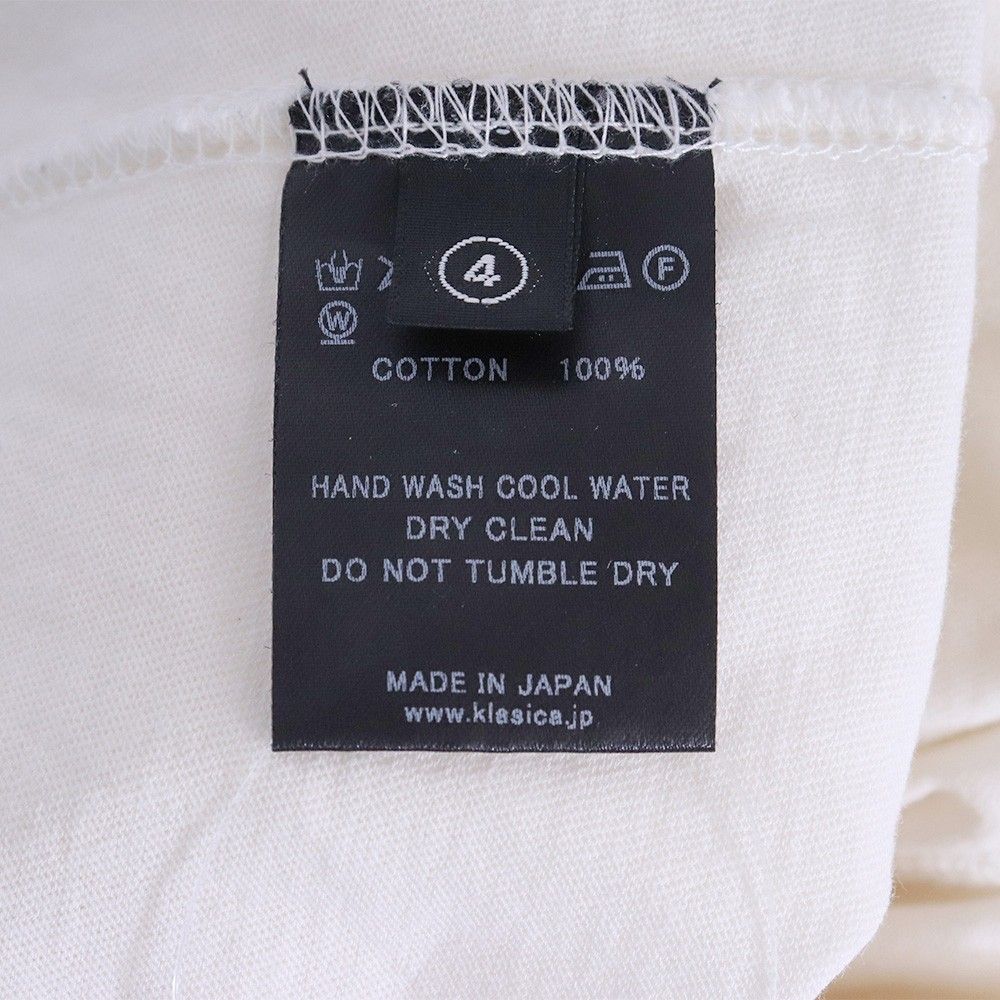 4
F
W
COTTON 100%
HAND WASH COOL WATER
DRY CLEAN
DO NOT TUMBLE DRY
MADE IN JAPAN
www.klasica.jp